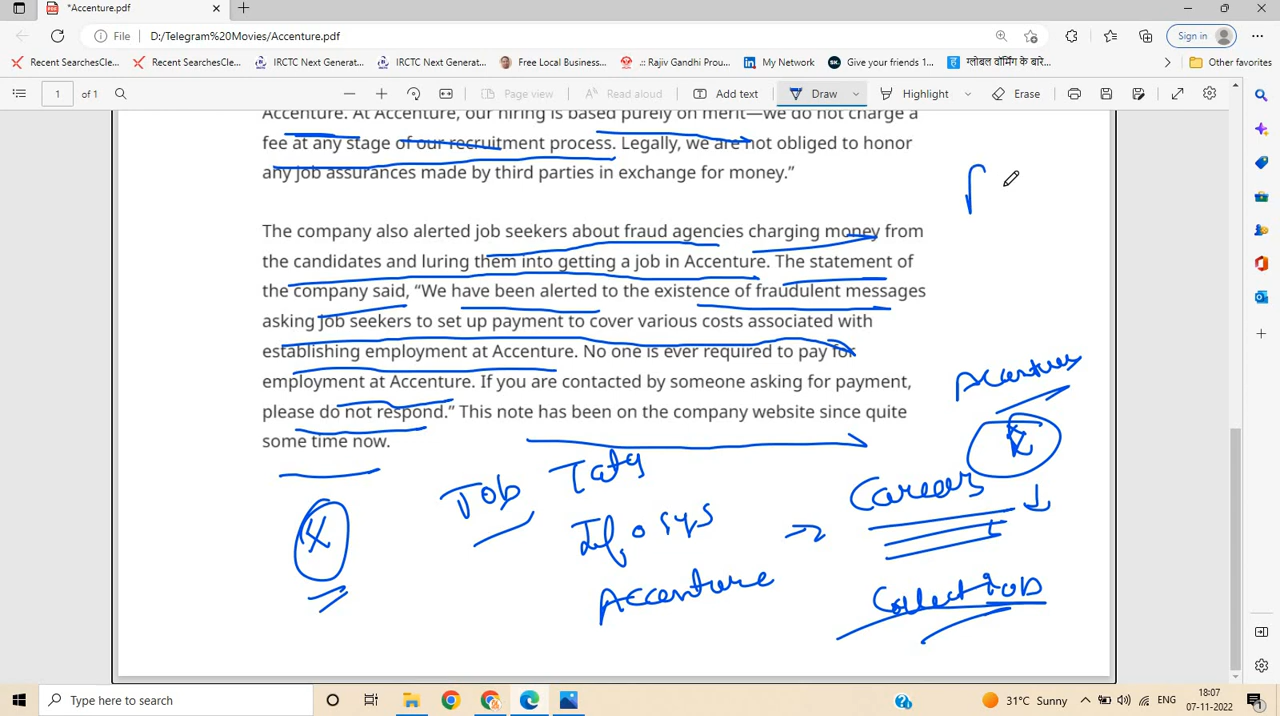 *Accenture.pdf
File D:/Telegram%20Movies/Accenture.pdf Sign in
Recent SearchesCle... Recent SearchesCle... IRCTC Next Generat... IRCTC Next Generat... Free Local Business... .:: Rajiv Gandhi Prou... My Network Give your friends 1... ग्लोबल वॉर्मिंग के बारे... Other favorites
1 of 1 Page view Read aloud Add text Draw Highlight Erase
Accenture. At Accenture, our hiring is based purely on merit—we do not charge a
fee at any stage of our recruitment process. Legally, we are not obliged to honor
any job assurances made by third parties in exchange for money.”
The company also alerted job seekers about fraud agencies charging money from
the candidates and luring them into getting a job in Accenture. The statement of
the company said, “We have been alerted to the existence of fraudulent messages
asking job seekers to set up payment to cover various costs associated with
establishing employment at Accenture. No one is ever required to pay for
employment at Accenture. If you are contacted by someone asking for payment,
please do not respond.” This note has been on the company website since quite
some time now.
Job
Infosys
Accenture
Careers
Type here to search 31°C Sunny ENG 18:07
07-11-2022